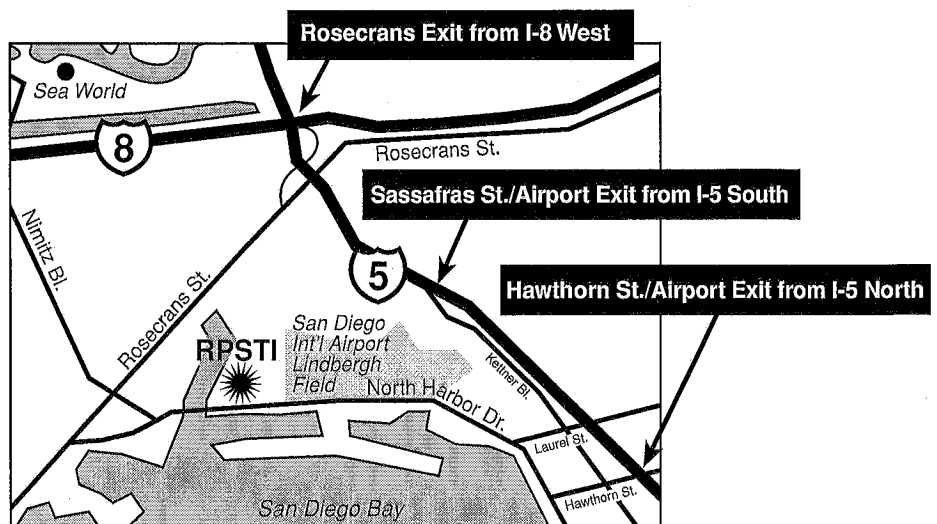 Rosecrans Exit from I-8 West
Sea World
8
Rosecrans St.
Sassafras St./Airport Exit from I-5 South
Nimitz Bl.
5
Hawthorn St./Airport Exit from I-5 North
Rosecrans St.
RPSTI
San Diego
Int'l Airport
Lindbergh
Field
North Harbor Dr.
Kettner Bl.
Laurel St.
Hawthorn St.
San Diego Bay